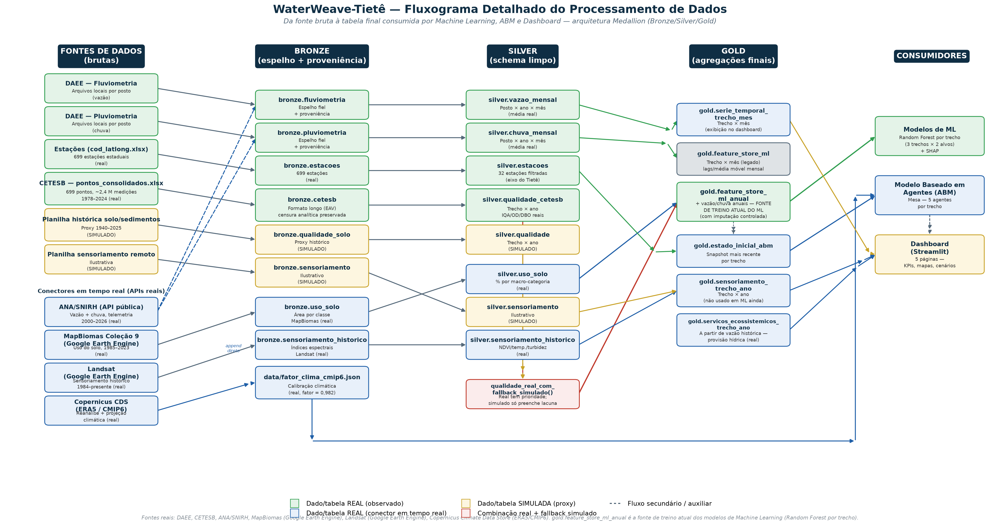 WaterWeave-Tietê — Fluxograma Detalhado do Processamento de Dados
Da fonte bruta à tabela final consumida por Machine Learning, ABM e Dashboard — arquitetura Medallion (Bronze/Silver/Gold)
FONTES DE DADOS
(brutas)
DAEE — Fluviometria
Arquivos locais por posto
(vazão)
DAEE — Pluviometria
Arquivos locais por posto
(chuva)
Estações (cod_latlong.xlsx)
699 estações estaduais
(real)
CETESB — pontos_consolidados.xlsx
699 pontos, ~2,4 M medições
1978–2024 (real)
Planilha histórica solo/sedimentos
Proxy 1940–2025
(SIMULADO)
Planilha sensoriamento remoto
Ilustrativa
(SIMULADO)
Conectores em tempo real (APIs reais)
ANA/SNIRH (API pública)
Vazão + chuva, telemetria
2000–2026 (real)
MapBiomas Coleção 9
(Google Earth Engine)
Uso do solo, 1985–2023
(real)
Landsat
(Google Earth Engine)
Sensoriamento histórico
1984–presente (real)
Copernicus CDS
(ERA5 / CMIP6)
Reanálise + projeção
climática (real)
append
direto
BRONZE
(espelho + proveniência)
bronze.fluviometria
Espelho fiel
+ proveniência
bronze.pluviometria
Espelho fiel
+ proveniência
bronze.estacoes
699 estações
(real)
bronze.cetesb
Formato longo (EAV)
censura analítica preservada
bronze.qualidade_solo
Proxy histórico
(SIMULADO)
bronze.sensoriamento
Ilustrativo
(SIMULADO)
bronze.uso_solo
Área por classe
MapBiomas (real)
bronze.sensoriamento_historico
Índices espectrais
Landsat (real)
data/fator_clima_cmip6.json
Calibração climática
(real, fator = 0,982)
SILVER
(schema limpo)
silver.vazao_mensal
Posto × ano × mês
(média real)
silver.chuva_mensal
Posto × ano × mês
(média real)
silver.estacoes
32 estações filtradas
(eixo do Tietê)
silver.qualidade_cetesb
Trecho × ano
IQA/OD/DBO reais
silver.qualidade
Trecho × ano
(SIMULADO)
silver.uso_solo
% por macro-categoria
(real)
silver.sensoriamento
Ilustrativo
(SIMULADO)
silver.sensoriamento_historico
NDVI/temp./turbidez
(real)
qualidade_real_com_
fallback_simulado()
Real tem prioridade;
simulado só preenche lacuna
GOLD
(agregações finais)
gold.serie_temporal_
trecho_mes
Trecho × mês
(exibição no dashboard)
gold.feature_store_ml
Trecho × mês (legado)
lags/média móvel mensal
gold.feature_store_
ml_anual
+ vazão/chuva anuais — FONTE
DE TREINO ATUAL DO ML
(com imputação controlada)
gold.estado_inicial_abm
Snapshot mais recente
por trecho
gold.sensoriamento_
trecho_ano
Trecho × ano
(não usado em ML ainda)
gold.servicos_ecossistemicos_
trecho_ano
A partir de vazão histórica —
provisão hídrica (real)
CONSUMIDORES
Modelos de ML
Random Forest por trecho
(3 trechos × 2 alvos)
+ SHAP
Modelo Baseado em
Agentes (ABM)
Mesa — 5 agentes
por trecho
Dashboard
(Streamlit)
5 páginas —
KPIs, mapas, cenários
Dado/tabela REAL (observado)
Dado/tabela REAL (conector em tempo real)
Dado/tabela SIMULADA (proxy)
Combinação real + fallback simulado
Fluxo secundário / auxiliar
Fontes reais: DAEE, CETESB, ANA/SNIRH, MapBiomas (Google Earth Engine), Landsat (Google Earth Engine), Copernicus Climate Data Store (ERA5/CMIP6). gold.feature_store_ml_anual é a fonte de treino atual dos modelos de Machine Learning (Random Forest por trecho).